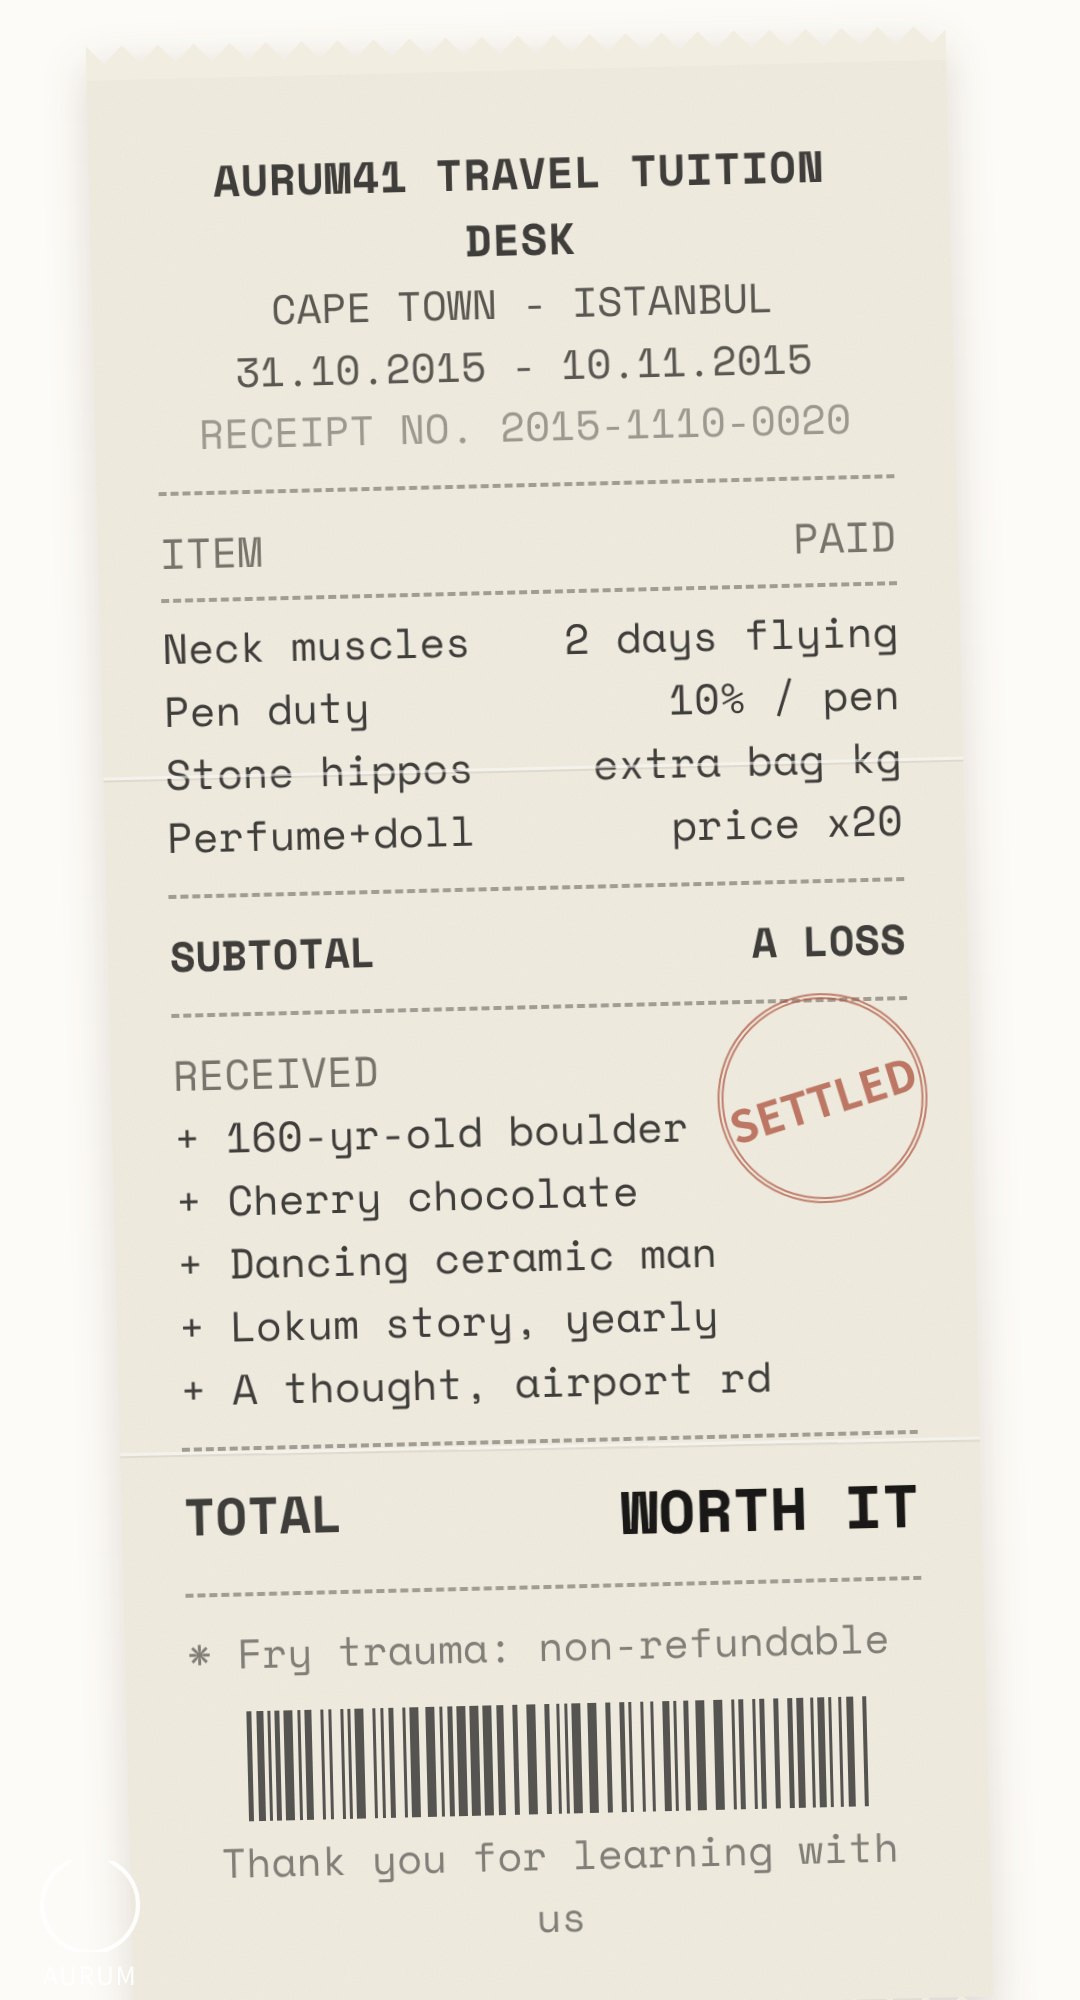 AURUM41 TRAVEL TUITION
DESK
CAPE TOWN - ISTANBUL
31.10.2015 - 10.11.2015
RECEIPT NO. 2015-1110-0020
ITEM PAID
Neck muscles 2 days flying
Pen duty 10% / pen
Stone hippos extra bag kg
Perfume+doll price x20
SUBTOTAL A LOSS
SETTLED
RECEIVED
+ 160-yr-old boulder
+ Cherry chocolate
+ Dancing ceramic man
+ Lokum story, yearly
+ A thought, airport rd
TOTAL WORTH IT
* Fry trauma: non-refundable
Thank you for learning with
us
AURUM